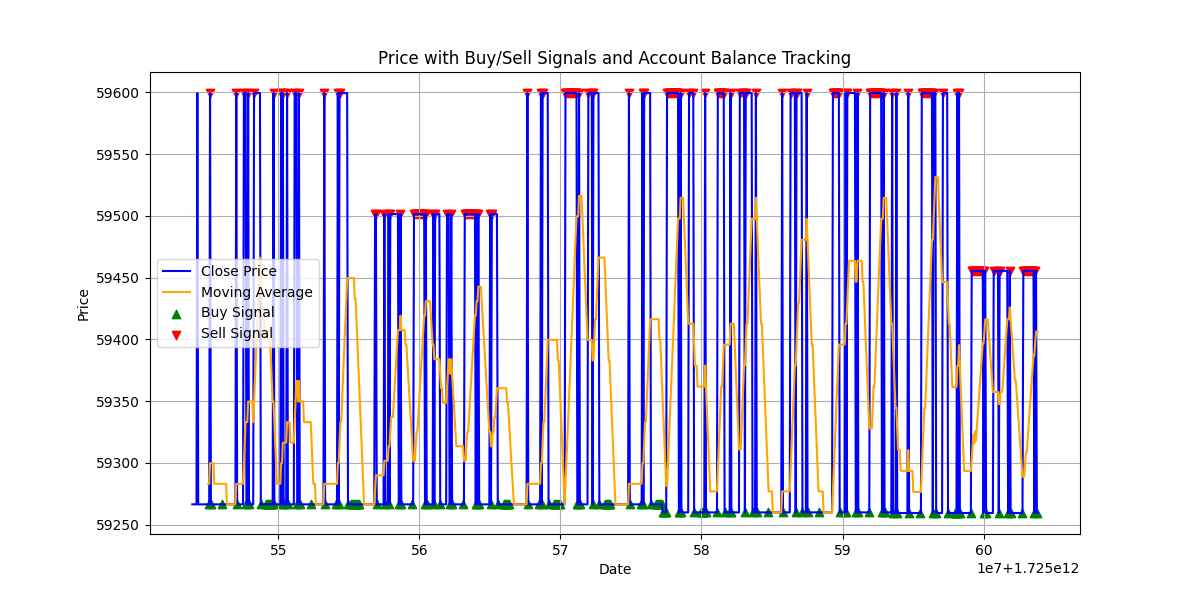 Price with Buy/Sell Signals and Account Balance Tracking
Price
59600
59550
59500
59450
59400
59350
59300
59250
Close Price
Moving Average
Buy Signal
Sell Signal
55
56
57
58
59
60
Date
1e7+1.725e12